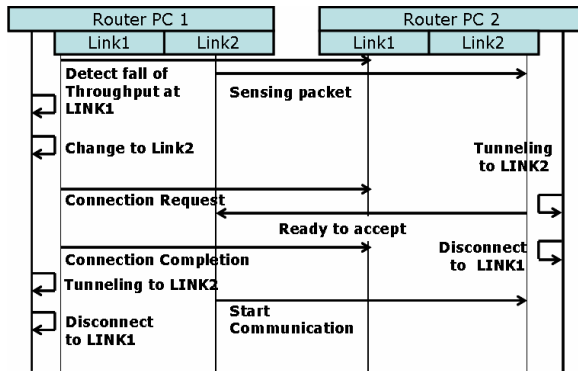 Router PC 1
Router PC 2
Link1
Link2
Link1
Link2
Detect fall of
Throughput at
LINK1
Sensing packet
Change to Link2
Tunneling
to LINK2
Connection Request
Ready to accept
Disconnect
to LINK1
Connection Completion
Tunneling to LINK2
Start
Communication
Disconnect
to LINK1